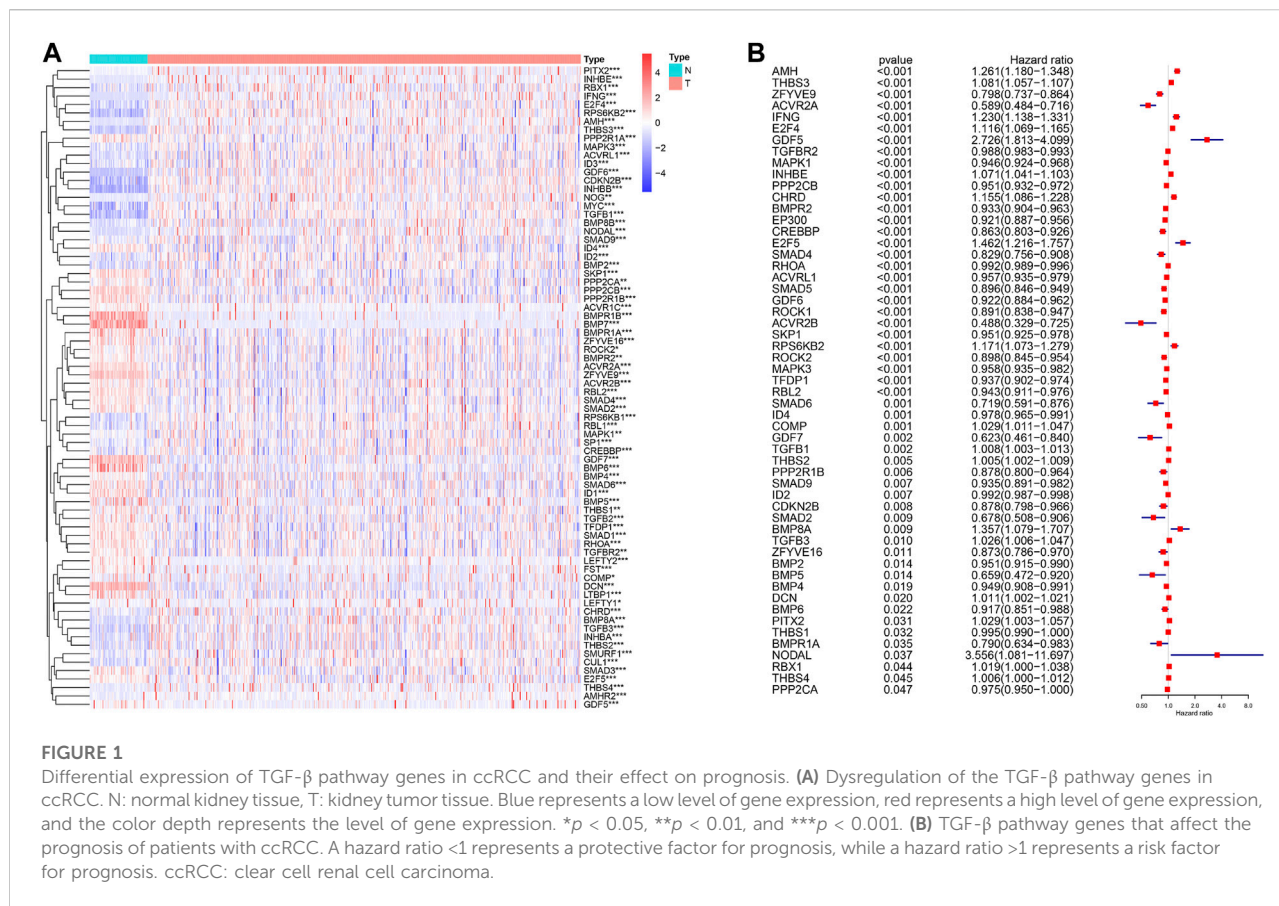 A
Type
PITX2***
INHBE***
RBX1***
IFNG***
E2F4***
RPS6KB2***
AMH***
THBS3***
PPP2R1A***
MAPK3***
ACVRL1***
ID3***
GDF6***
CDKN2B***
INHBB***
NOG**
MYC***
TGFB1***
BMP8B***
NODAL***
SMAD9***
ID4***
ID2***
BMP2***
SKP1***
PPP2CA**
PPP2CB***
PPP2R1B***
ACVR1C***
BMPR1B***
BMP7***
BMPR1A***
ZFYVE16***
ROCK2*
BMPR2**
ACVR2A***
ZFYVE9***
ACVR2B***
RBL2***
SMAD4***
SMAD2***
RPS6KB1***
RBL1***
MAPK1**
SP1***
CREBBP***
GDF7***
BMP6***
BMP4***
SMAD6***
ID1***
BMP5***
THBS1**
TGFB2***
TFDP1***
SMAD1***
RHOA***
TGFBR2**
LEFTY2***
FST***
COMP*
DCN***
LTBP1***
LEFTY1*
CHRD***
BMP8A***
TGFB3***
INHBA***
THBS2***
SMURF1***
CUL1***
SMAD3***
E2F5***
THBS4***
AMHR2***
GDF5***
4
2
0
−2
−4
Type
N
T
B
pvalue Hazard ratio
AMH <0.001 1.261(1.180−1.348)
THBS3 <0.001 1.081(1.057−1.107)
ZFYVE9 <0.001 0.798(0.737−0.864)
ACVR2A <0.001 0.589(0.484−0.716)
IFNG <0.001 1.230(1.138−1.331)
E2F4 <0.001 1.116(1.069−1.165)
GDF5 <0.001 2.726(1.813−4.099)
TGFBR2 <0.001 0.988(0.983−0.993)
MAPK1 <0.001 0.946(0.924−0.968)
INHBE <0.001 1.071(1.041−1.103)
PPP2CB <0.001 0.951(0.932−0.972)
CHRD <0.001 1.155(1.086−1.228)
BMPR2 <0.001 0.933(0.904−0.963)
EP300 <0.001 0.921(0.887−0.956)
CREBBP <0.001 0.863(0.803−0.926)
E2F5 <0.001 1.462(1.216−1.757)
SMAD4 <0.001 0.829(0.756−0.908)
RHOA <0.001 0.992(0.989−0.996)
ACVRL1 <0.001 0.957(0.935−0.979)
SMAD5 <0.001 0.896(0.846−0.949)
GDF6 <0.001 0.922(0.884−0.962)
ROCK1 <0.001 0.891(0.838−0.947)
ACVR2B <0.001 0.488(0.329−0.725)
SKP1 <0.001 0.951(0.925−0.978)
RPS6KB2 <0.001 1.171(1.073−1.279)
ROCK2 <0.001 0.898(0.845−0.954)
MAPK3 <0.001 0.958(0.935−0.982)
TFDP1 <0.001 0.937(0.902−0.974)
RBL2 <0.001 0.943(0.911−0.976)
SMAD6 0.001 0.719(0.591−0.876)
ID4 0.001 0.978(0.965−0.991)
COMP 0.001 1.029(1.011−1.047)
GDF7 0.002 0.623(0.461−0.840)
TGFB1 0.002 1.008(1.003−1.013)
THBS2 0.005 1.005(1.002−1.009)
PPP2R1B 0.006 0.878(0.800−0.964)
SMAD9 0.007 0.935(0.891−0.982)
ID2 0.007 0.992(0.987−0.998)
CDKN2B 0.008 0.878(0.798−0.966)
SMAD2 0.009 0.678(0.508−0.906)
BMP8A 0.009 1.357(1.079−1.707)
TGFB3 0.010 1.026(1.006−1.047)
ZFYVE16 0.011 0.873(0.786−0.970)
BMP2 0.014 0.951(0.915−0.990)
BMP5 0.014 0.659(0.472−0.920)
BMP4 0.019 0.949(0.908−0.991)
DCN 0.020 1.011(1.002−1.021)
BMP6 0.022 0.917(0.851−0.988)
PITX2 0.031 1.029(1.003−1.057)
THBS1 0.032 0.995(0.990−1.000)
BMPR1A 0.035 0.790(0.634−0.983)
NODAL 0.037 3.556(1.081−11.697)
RBX1 0.044 1.019(1.000−1.038)
THBS4 0.045 1.006(1.000−1.012)
PPP2CA 0.047 0.975(0.950−1.000)
0.50 1.0 2.0 4.0 8.0
Hazard ratio
FIGURE 1
Differential expression of TGF-β pathway genes in ccRCC and their effect on prognosis. (A) Dysregulation of the TGF-β pathway genes in
ccRCC. N: normal kidney tissue, T: kidney tumor tissue. Blue represents a low level of gene expression, red represents a high level of gene expression,
and the color depth represents the level of gene expression. *p < 0.05, **p < 0.01, and ***p < 0.001. (B) TGF-β pathway genes that affect the
prognosis of patients with ccRCC. A hazard ratio <1 represents a protective factor for prognosis, while a hazard ratio >1 represents a risk factor
for prognosis. ccRCC: clear cell renal cell carcinoma.